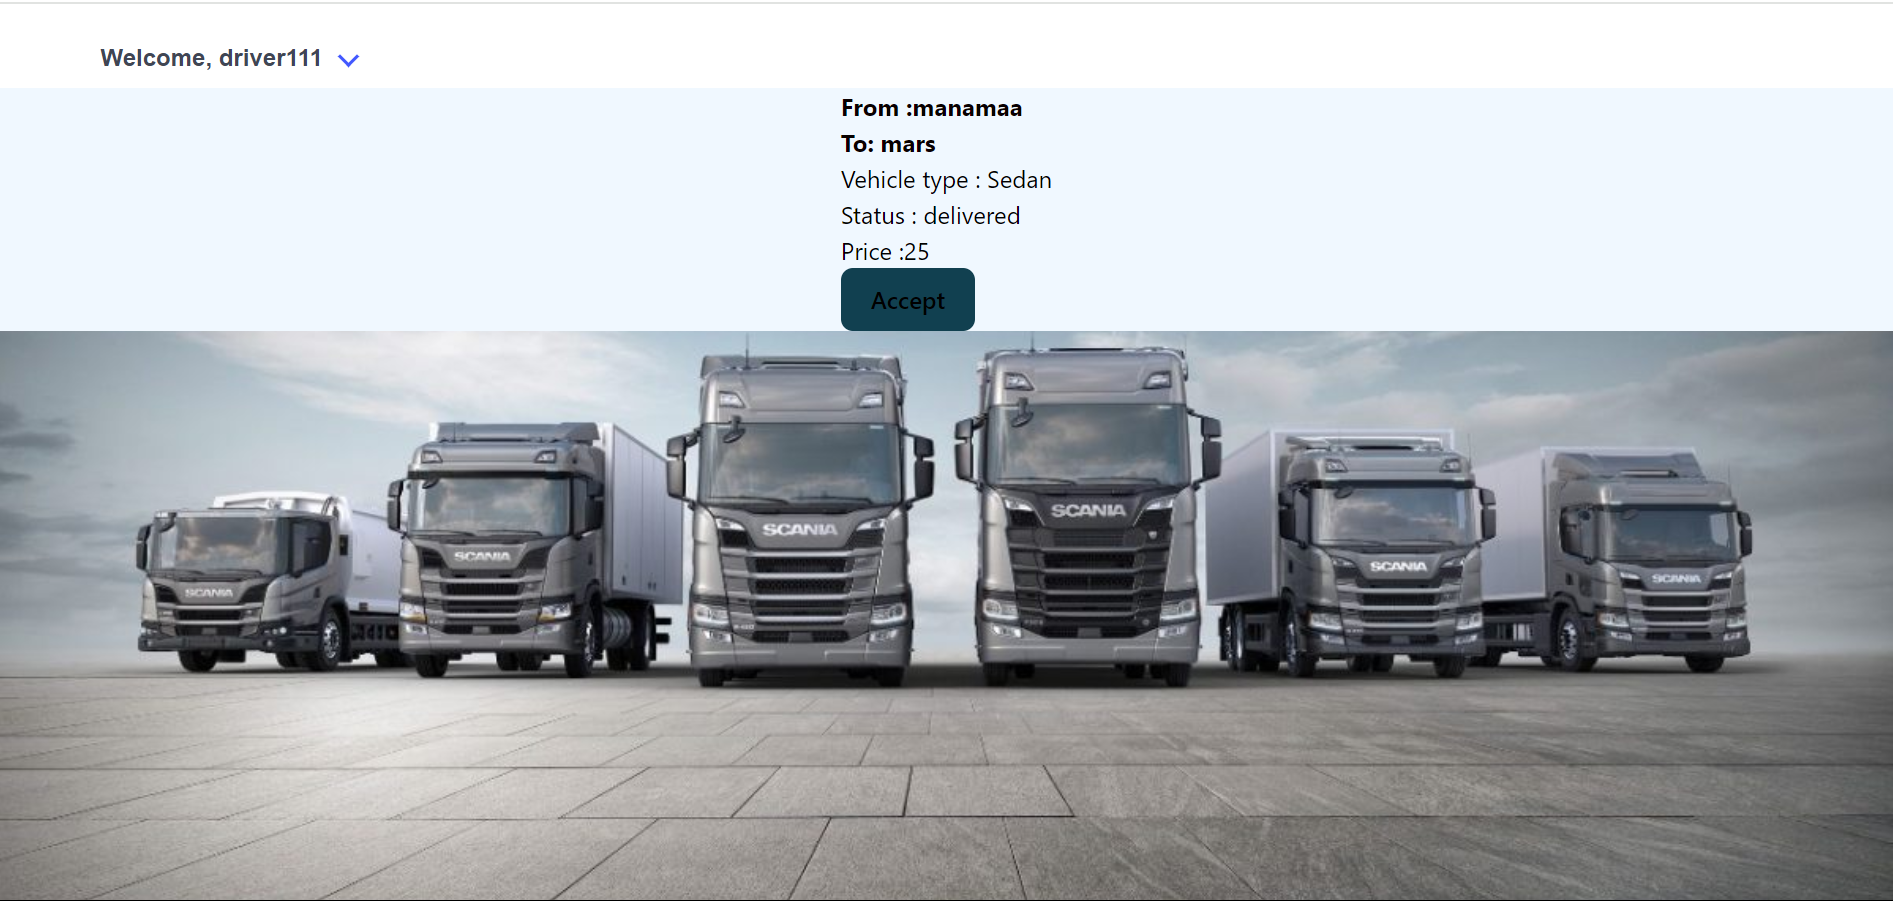 Welcome, driver111
From :manamaa
To: mars
Vehicle type : Sedan
Status : delivered
Price :25
Accept
SCANIA
SCANIA
SCANIA
SCANIA
SCANIA
SCANIA